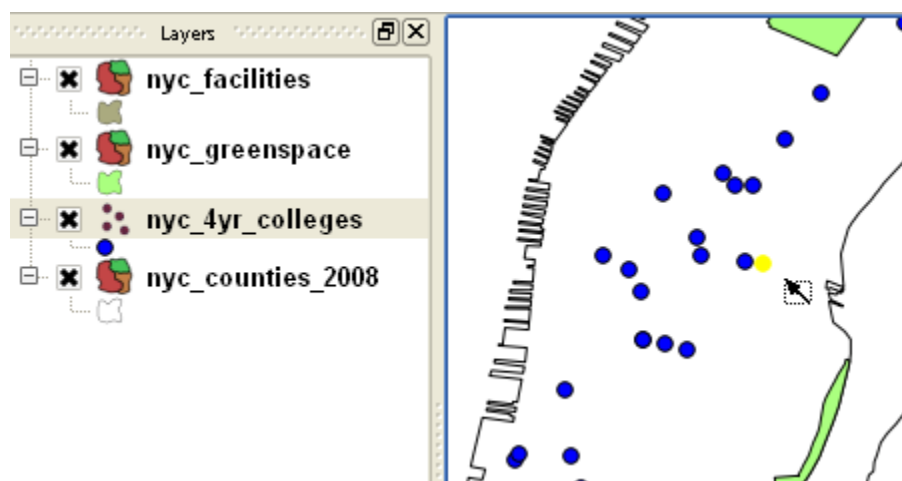 Layers
nyc_facilities
nyc_greenspace
nyc_4yr_colleges
nyc_counties_2008